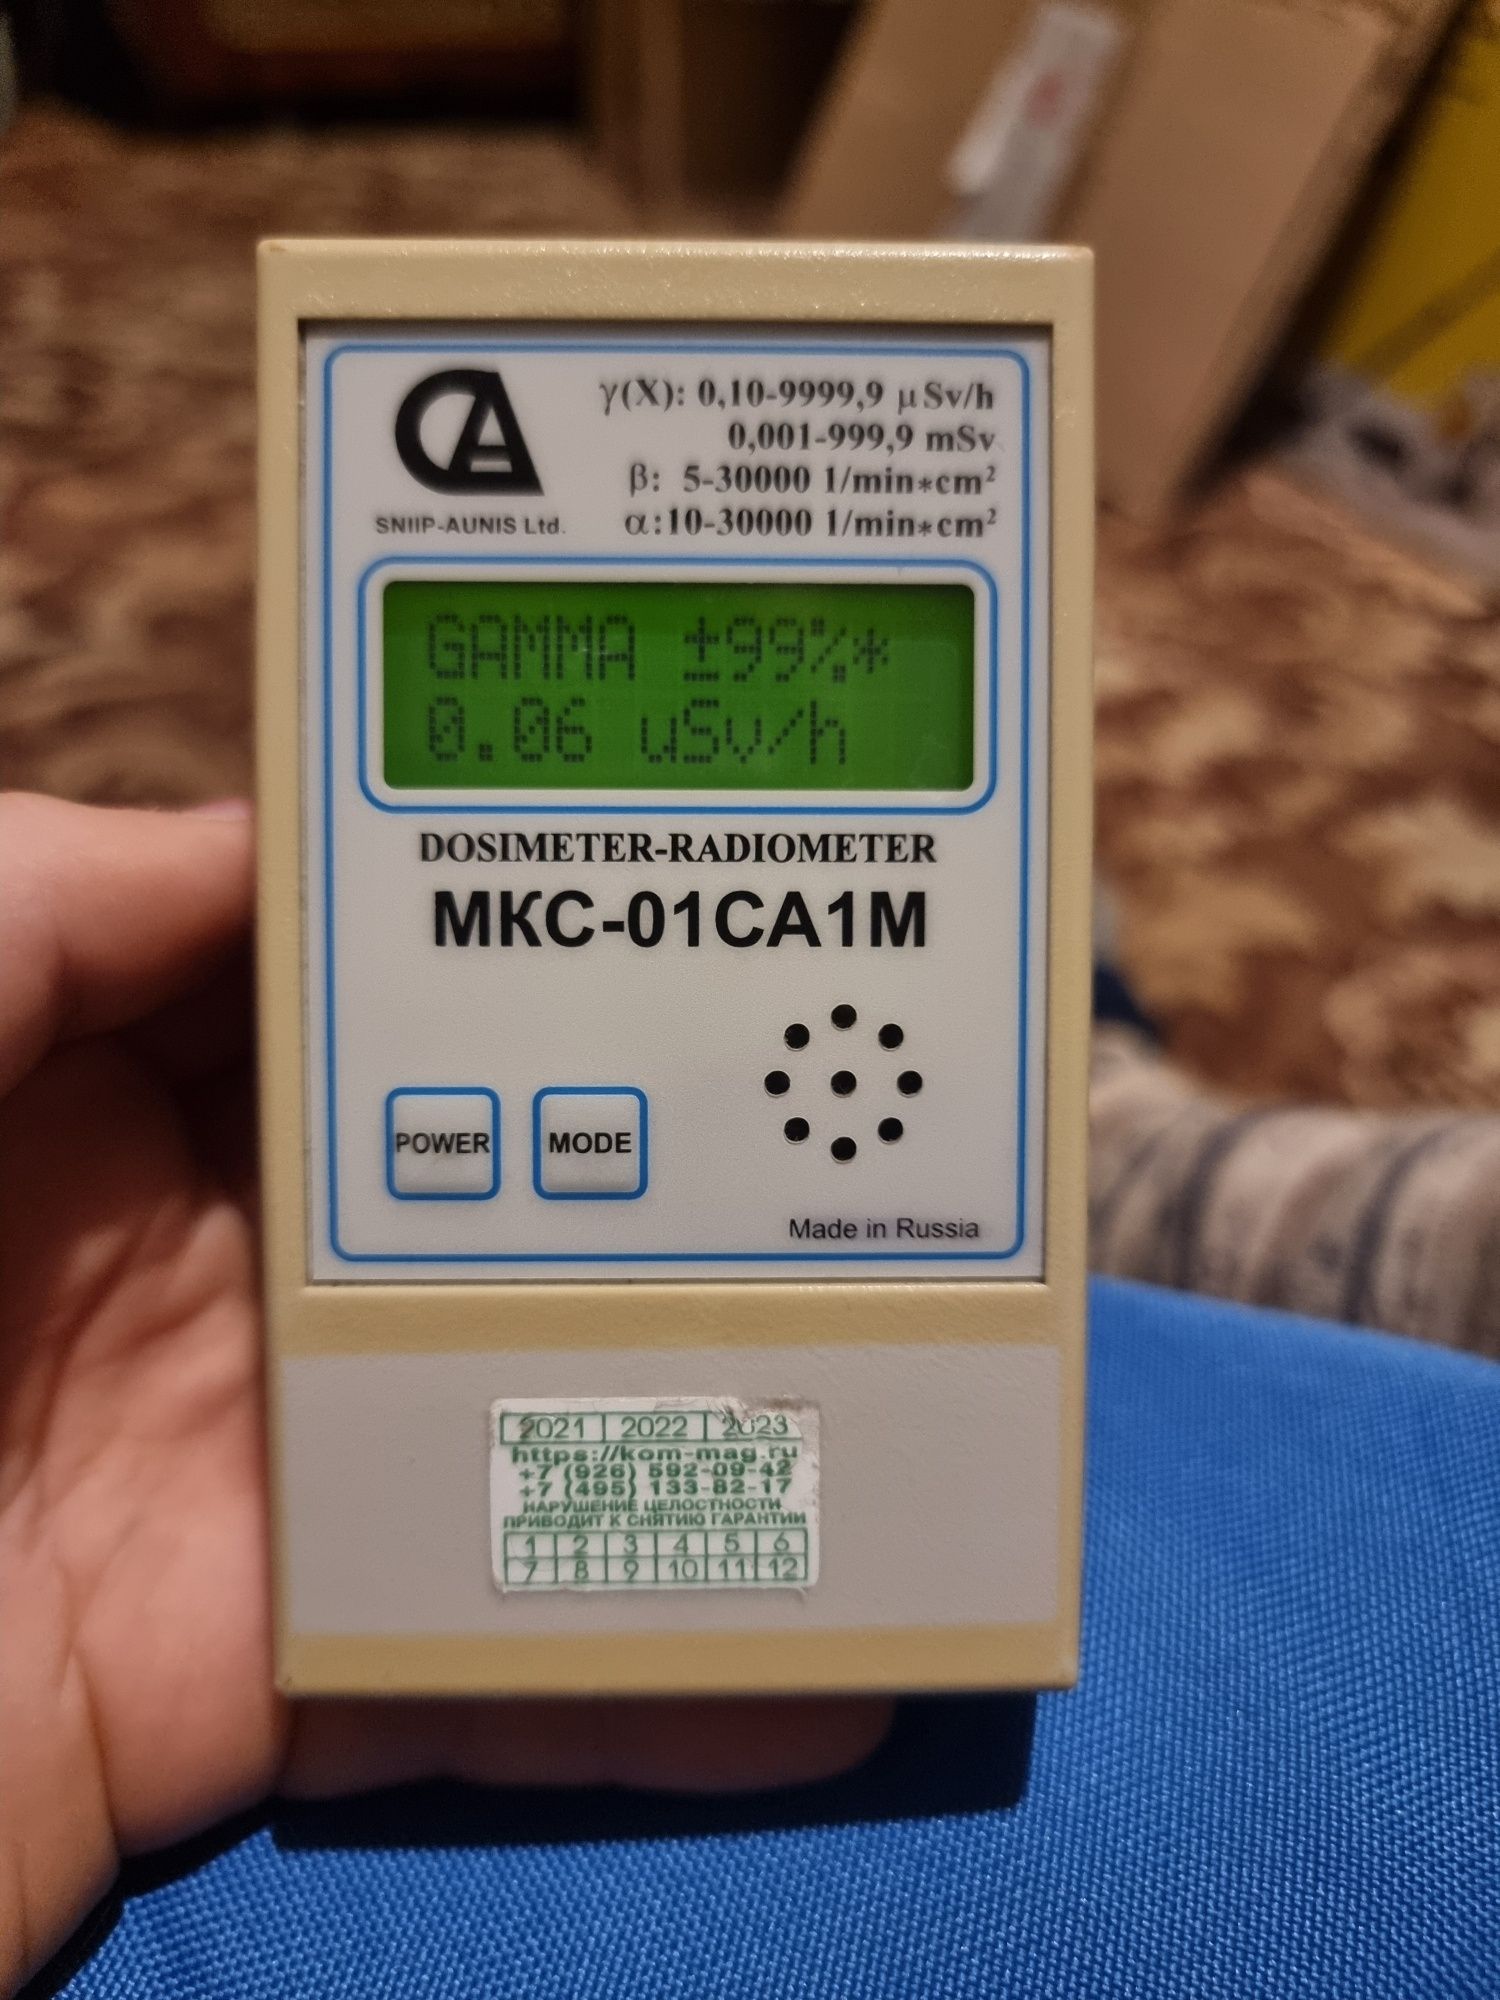 γ(X): 0,10-9999,9 μSv/h
0,001-999,9 mSv
β: 5-30000 1/min*cm²
α:10-30000 1/min*cm²
CA
SNIIP-AUNIS Ltd.
GAMMA ±99%*
0.06 uSv/h
DOSIMETER-RADIOMETER
МКС-01СА1М
POWER MODE
Made in Russia
2021 2022 2023
https://kom-mag.ru
+7 (926) 592-09-42
+7 (495) 133-82-17
НАРУШЕНИЕ ЦЕЛОСТНОСТИ
ПРИВОДИТ К СНЯТИЮ ГАРАНТИИ
1 2 3 4 5 6
7 8 9 10 11 12